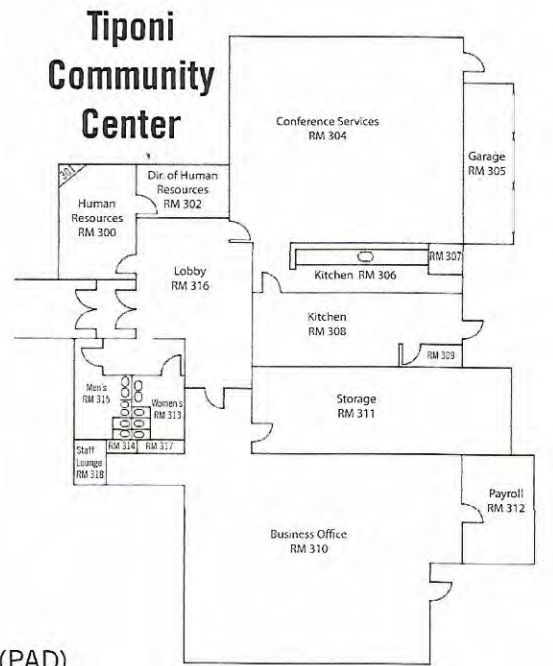 Tiponi
Community
Center
Conference Services
RM 304
Garage
RM 305
301
Dir. of Human
Resources
RM 302
Human
Resources
RM 300
Lobby
RM 316
RM 307
Kitchen RM 306
Kitchen
RM 308
RM 309
Men's
RM 315
Women's
RM 313
Storage
RM 311
RM 314
RM 317
Staff
Lounge
RM 318
Payroll
RM 312
Business Office
RM 310
(PAD)